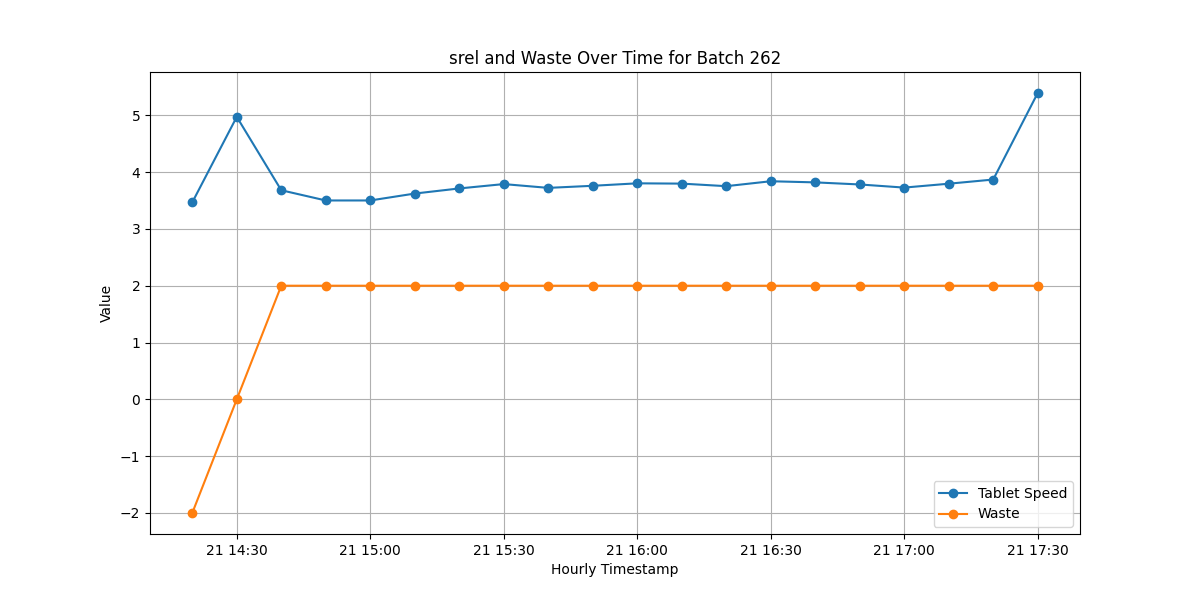 srel and Waste Over Time for Batch 262
Value
5
4
3
2
1
0
−1
−2
Tablet Speed
Waste
21 14:30 21 15:00 21 15:30 21 16:00 21 16:30 21 17:00 21 17:30
Hourly Timestamp